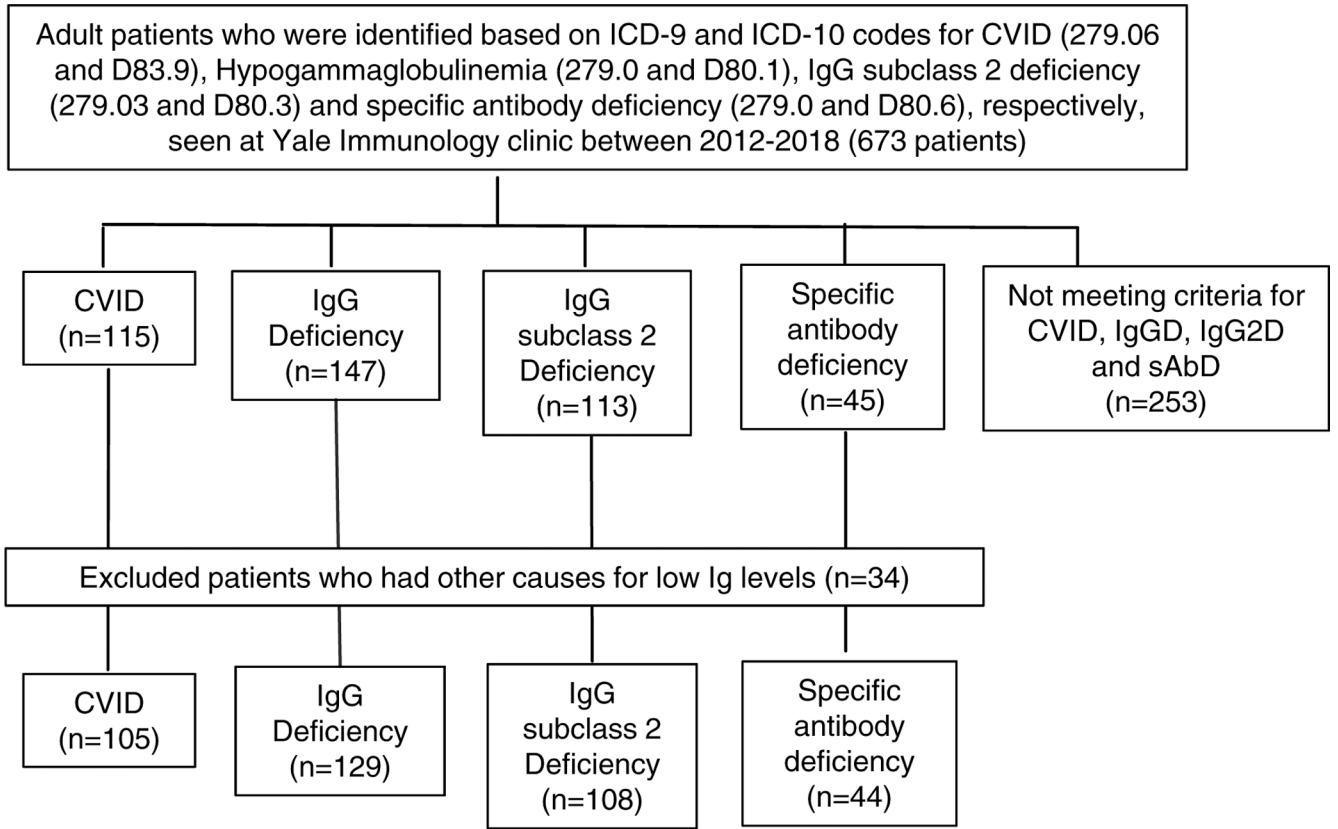 Adult patients who were identified based on ICD-9 and ICD-10 codes for CVID (279.06
and D83.9), Hypogammaglobulinemia (279.0 and D80.1), IgG subclass 2 deficiency
(279.03 and D80.3) and specific antibody deficiency (279.0 and D80.6), respectively,
seen at Yale Immunology clinic between 2012-2018 (673 patients)
CVID
(n=115)
IgG
Deficiency
(n=147)
IgG
subclass 2
Deficiency
(n=113)
Specific
antibody
deficiency
(n=45)
Not meeting criteria for
CVID, IgGD, IgG2D
and sAbD
(n=253)
Excluded patients who had other causes for low Ig levels (n=34)
CVID
(n=105)
IgG
Deficiency
(n=129)
IgG
subclass 2
Deficiency
(n=108)
Specific
antibody
deficiency
(n=44)